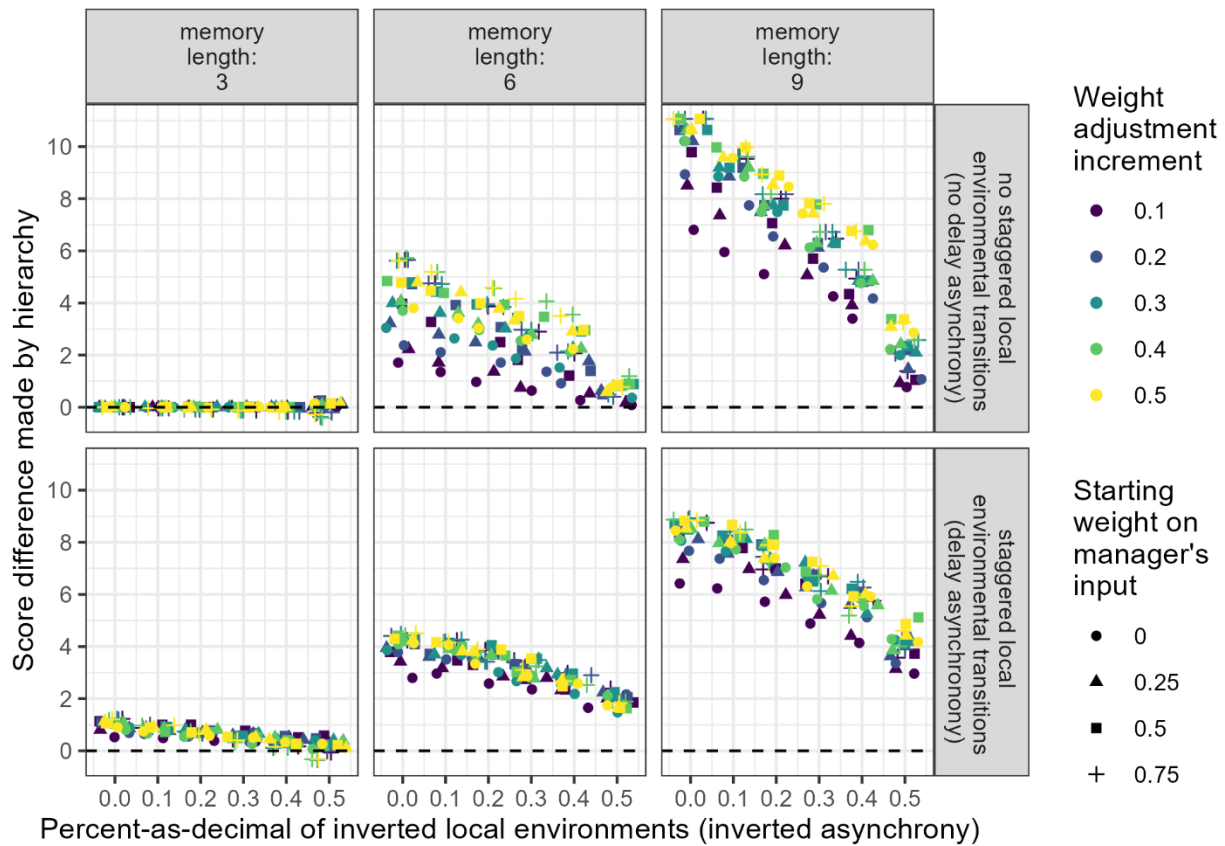 memory
length:
3
memory
length:
6
memory
length:
9
Score difference made by hierarchy
10
8
6
4
2
0
no staggered local
environmental transitions
(no delay asynchrony)
10
8
6
4
2
0
staggered local
environmental transitions
(delay asynchronony)
0.0 0.1 0.2 0.3 0.4 0.5
0.0 0.1 0.2 0.3 0.4 0.5
0.0 0.1 0.2 0.3 0.4 0.5
Percent-as-decimal of inverted local environments (inverted asynchrony)
Weight
adjustment
increment
0.1
0.2
0.3
0.4
0.5
Starting
weight on
manager's
input
0
0.25
0.5
0.75